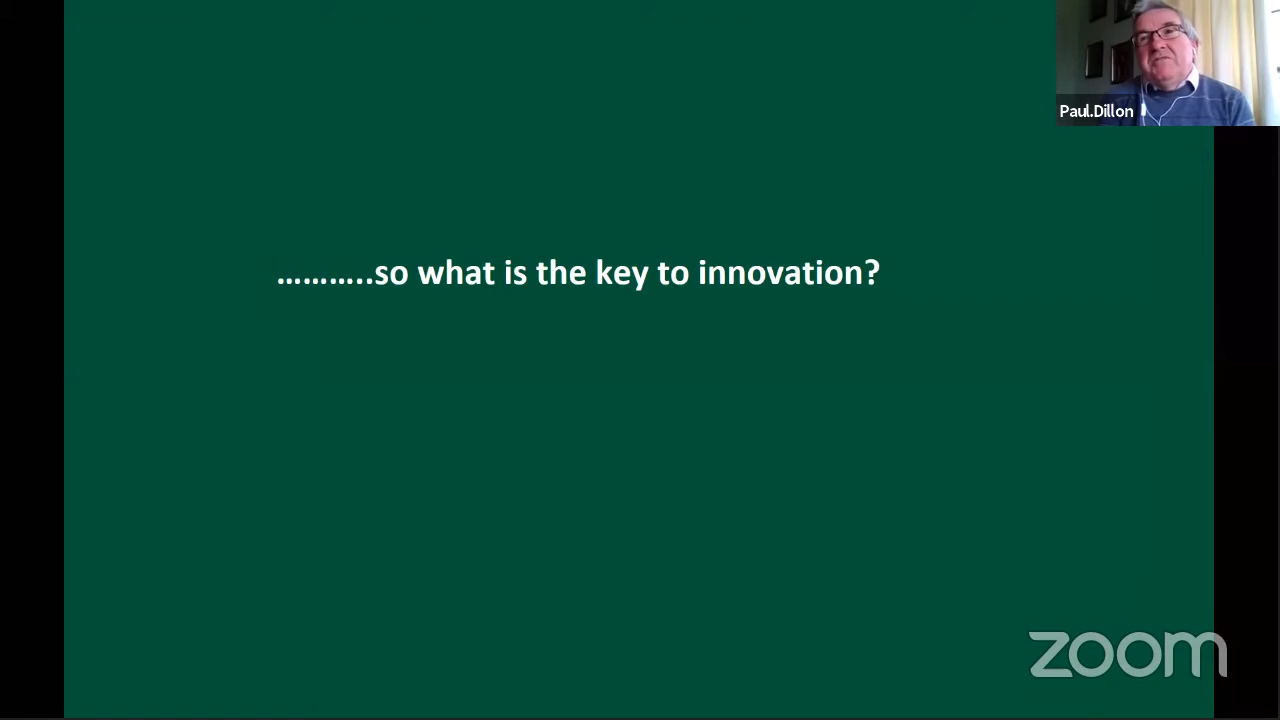 Paul.Dillon
………..so what is the key to innovation?
zoom